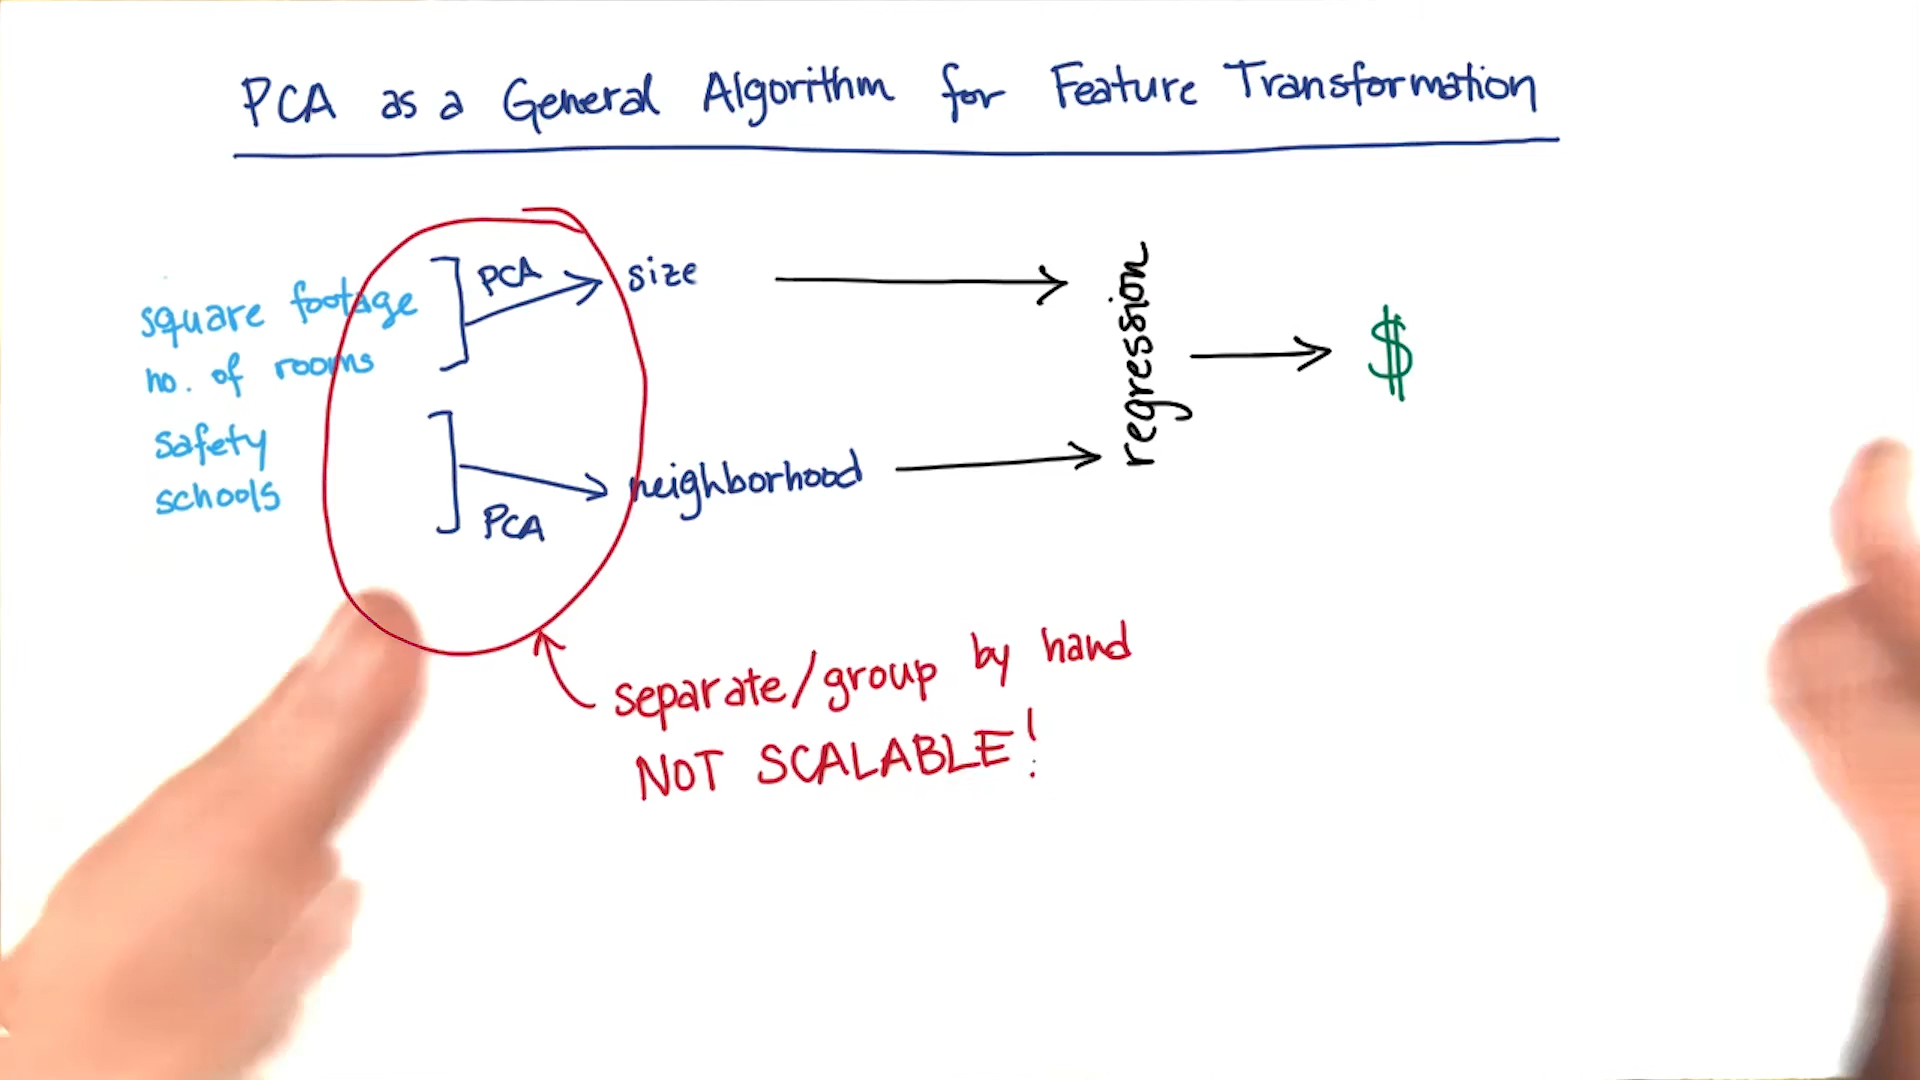 PCA as a General Algorithm for Feature Transformation
square footage
no. of rooms
PCA
size
safety
schools
PCA
neighborhood
regression
$
separate/group by hand
NOT SCALABLE!